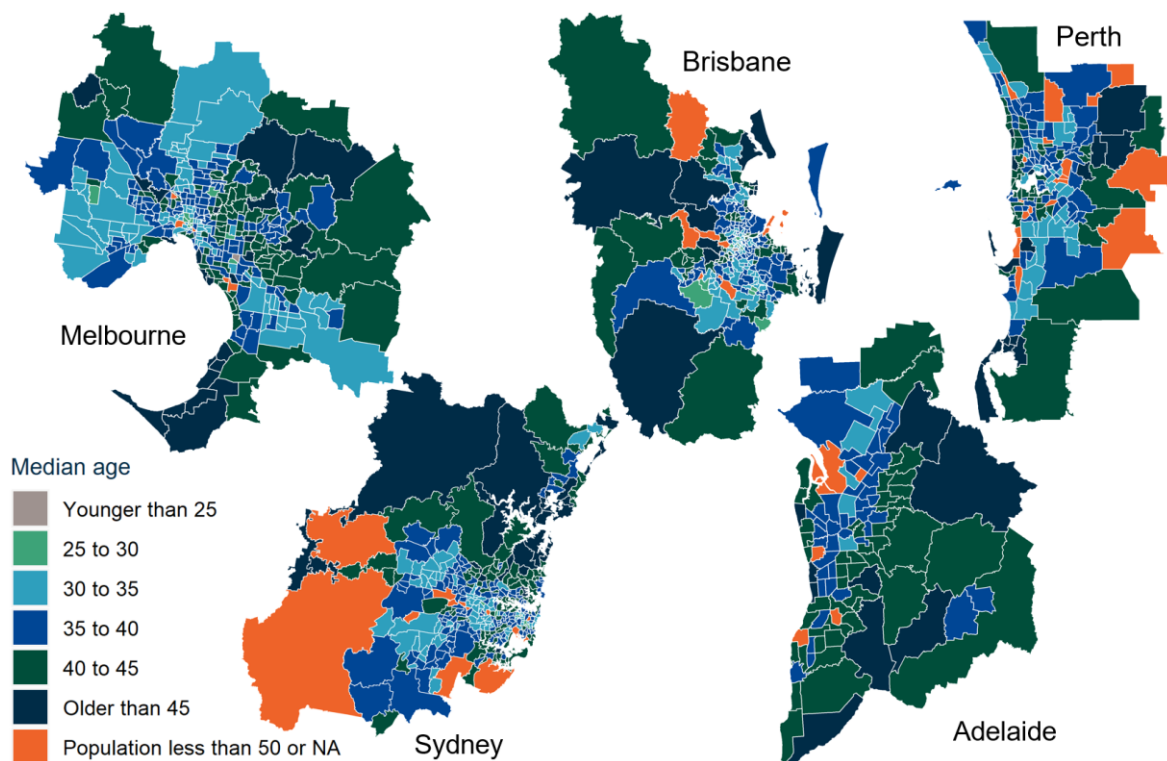 Melbourne
Brisbane
Perth
Sydney
Adelaide
Median age
Younger than 25
25 to 30
30 to 35
35 to 40
40 to 45
Older than 45
Population less than 50 or NA